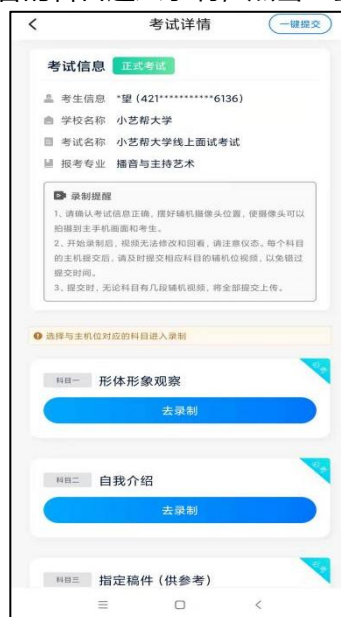 考试详情
一键提交
考试信息 正式考试
考生信息 *望 (421***********6136)
学校名称 小艺帮大学
考试名称 小艺帮大学线上面试考试
报考专业 播音与主持艺术
录制提醒
1、请确认考试信息正确，摆好辅机摄像头位置，使摄像头可以
拍摄到主手机画面和考生。
2、开始录制后，视频无法修改和回看，请注意仪态。每个科目
的主机提交后，请及时提交相应科目的辅机位视频，以免错过
提交时间。
3、提交时，无论科目有几段辅机视频，将全部提交上传。
选择与主机位对应的科目进入录制
必考
科目一 形体形象观察
去录制
必考
科目二 自我介绍
去录制
必考
科目三 指定稿件 (供参考)